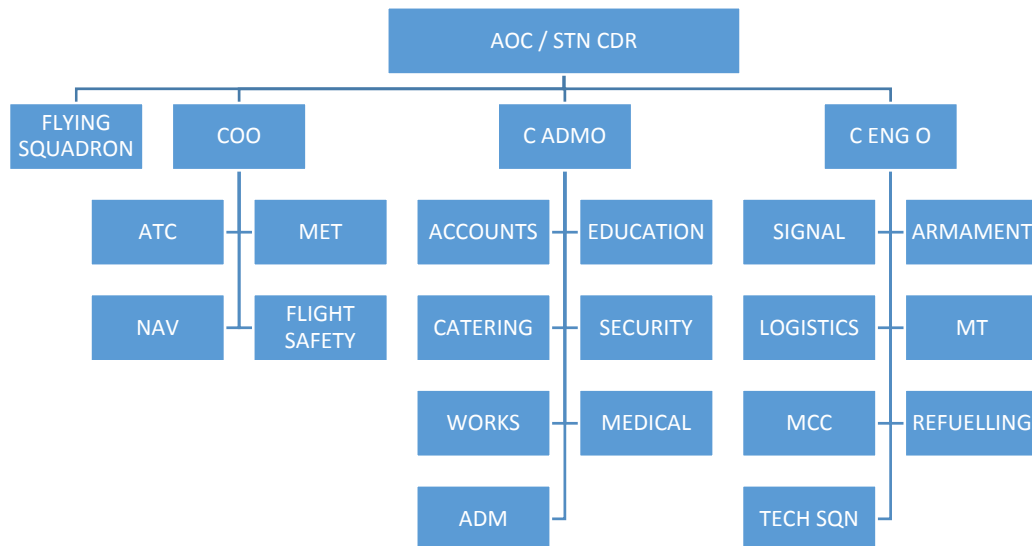 AOC / STN CDR
FLYING
SQUADRON
COO
C ADMO
C ENG O
ATC
MET
NAV
FLIGHT
SAFETY
ACCOUNTS
EDUCATION
CATERING
SECURITY
WORKS
MEDICAL
ADM
SIGNAL
ARMAMENT
LOGISTICS
MT
MCC
REFUELLING
TECH SQN